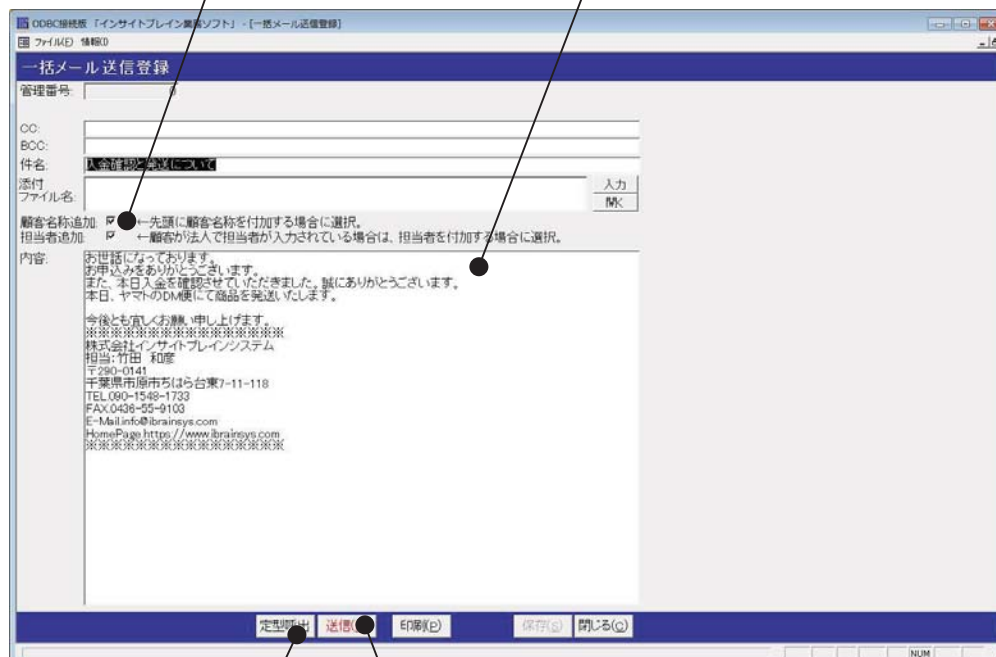 ODBC接続版 「インサイトブレイン集客ソフト」 - [一括メール送信登録]
ファイル(F) 情報(I)
一括メール送信登録
管理番号: 0
CC:
BCC:
件名: 入金確認と発送について
添付
ファイル名:
入力
開く
顧客名称追加: ←先頭に顧客名称を付加する場合に選択。
担当者追加: ←顧客が法人で担当者が入力されている場合は、担当者を付加する場合に選択。
内容:
お世話になっております。
お申込みをありがとうございます。
また、本日入金を確認させていただきました。誠にありがとうございます。
本日、ヤマトのDM便にて商品を発送いたします。
今後とも宜しくお願い申し上げます。
※※※※※※※※※※※※※※※※※※
株式会社インサイトブレインシステム
担当:竹田 和彦
〒290-0141
千葉県市原市ちはら台東7-11-118
TEL.090-1548-1733
FAX.0436-55-9103
E-Mail.info@ibrainsys.com
HomePage.https://www.ibrainsys.com
※※※※※※※※※※※※※※※※※※
定型呼出 送信 印刷(P) 保存(S) 閉じる(C)
NUM